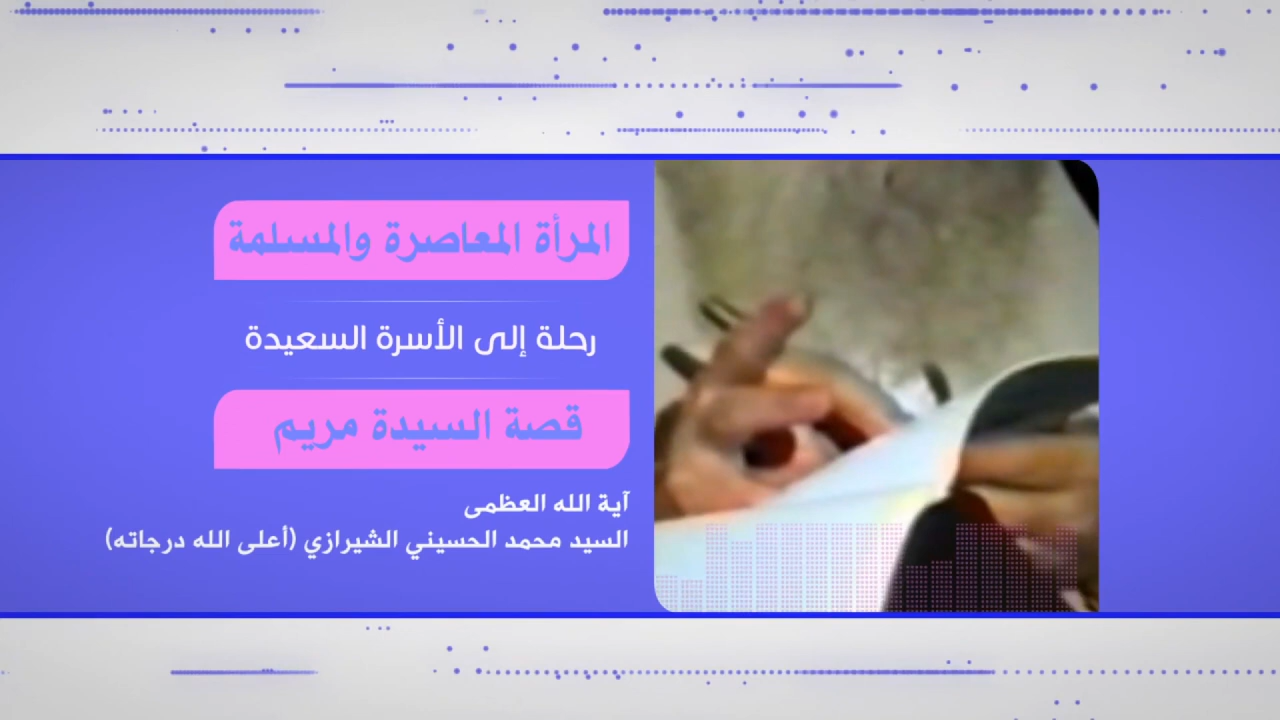 المرأة المعاصرة والمسلمة
رحلة إلى الأسرة السعيدة
قصة السيدة مريم
آية الله العظمى
السيد محمد الحسيني الشيرازي (أعلى الله درجاته)